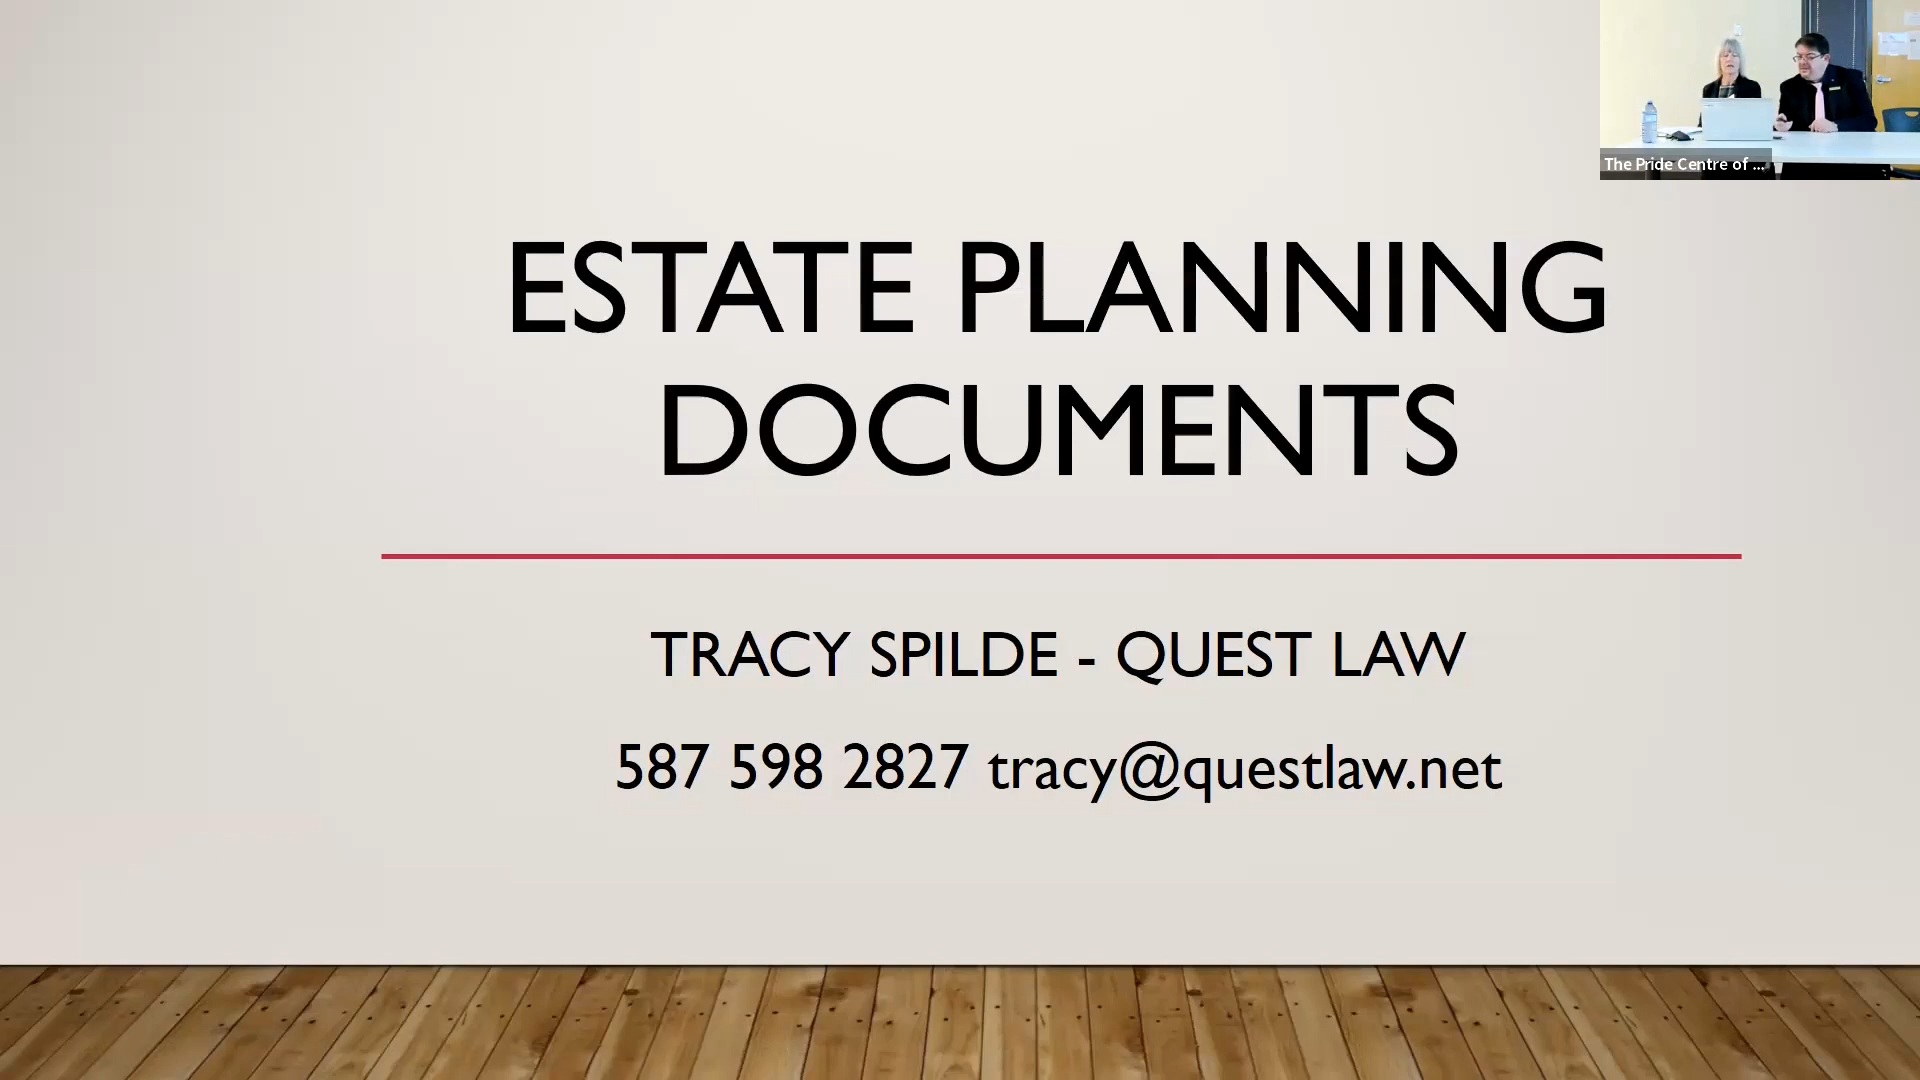 The Pride Centre of ...
ESTATE PLANNING
DOCUMENTS
TRACY SPILDE - QUEST LAW
587 598 2827 tracy@questlaw.net